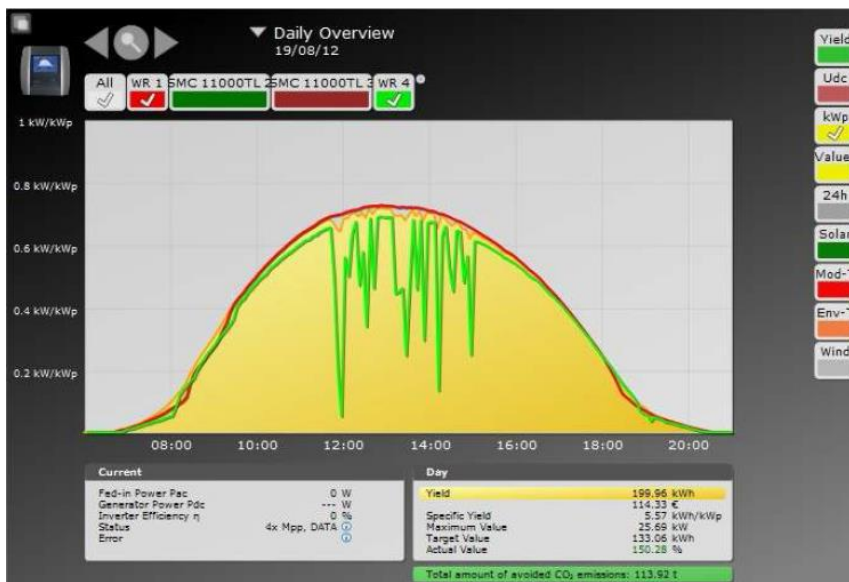 Daily Overview
19/08/12
All WR 1 SMC 11000TL 2 SMC 11000TL 3 WR 4
Yield
Udc
kWp
Value
24h
Solar
Mod-T
Env-T
Wind
1 kW/kWp
0.8 kW/kWp
0.6 kW/kWp
0.4 kW/kWp
0.2 kW/kWp
08:00 10:00 12:00 14:00 16:00 18:00 20:00
Current
Fed-in Power Pac 0 W
Generator Power Pdc --- W
Inverter Efficiency η 0 %
Status 4x Mpp, DATA
Error
Day
Yield 199.96 kWh
114.33 €
Specific Yield 5.57 kWh/kWp
Maximum Value 25.69 kW
Target Value 133.06 kWh
Actual Value 150.28 %
Total amount of avoided CO₂ emissions: 113.92 t